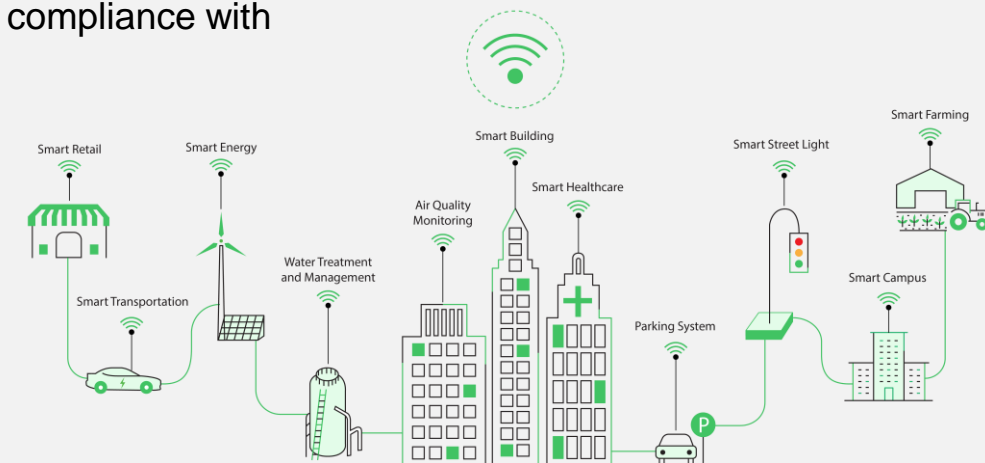 compliance with
Smart Farming
Smart Building
Smart Street Light
Smart Retail
Smart Energy
Smart Healthcare
Air Quality
Monitoring
Water Treatment
and Management
Smart Campus
Smart Transportation
Parking System
P